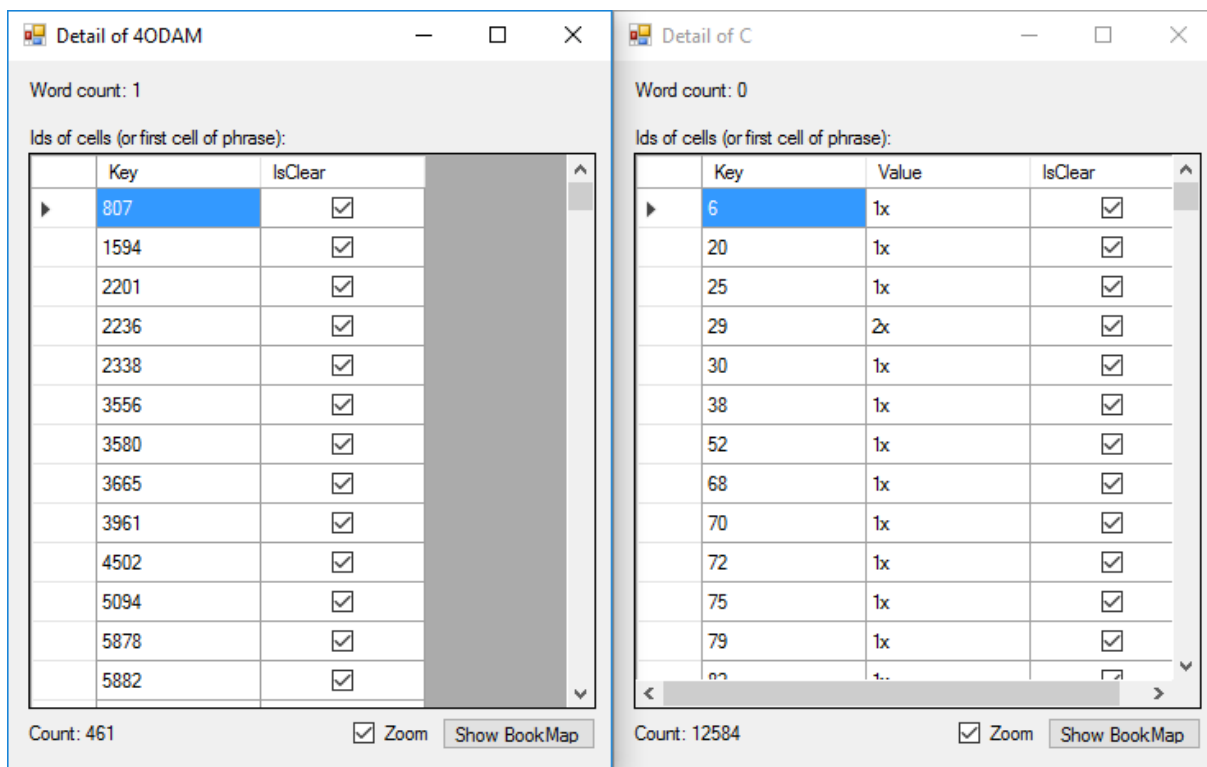 Detail of 4ODAM
Word count: 1
Ids of cells (or first cell of phrase):
Key IsClear
807
1594
2201
2236
2338
3556
3580
3665
3961
4502
5094
5878
5882
Count: 461 Zoom Show BookMap
Detail of C
Word count: 0
Ids of cells (or first cell of phrase):
Key Value IsClear
6 1x
20 1x
25 1x
29 2x
30 1x
38 1x
52 1x
68 1x
70 1x
72 1x
75 1x
79 1x
Count: 12584 Zoom Show BookMap